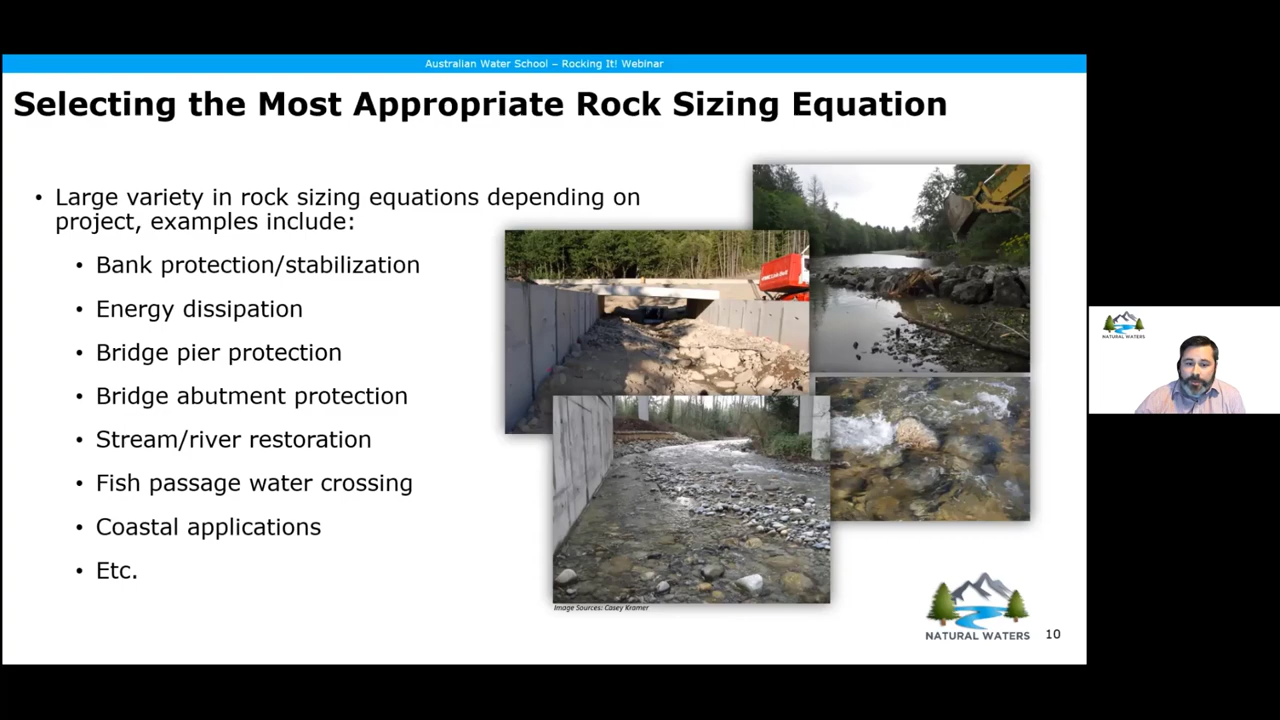 Australian Water School – Rocking It! Webinar
Selecting the Most Appropriate Rock Sizing Equation
• Large variety in rock sizing equations depending on
project, examples include:
• Bank protection/stabilization
• Energy dissipation
• Bridge pier protection
• Bridge abutment protection
• Stream/river restoration
• Fish passage water crossing
• Coastal applications
• Etc.
Image Sources: Casey Kramer
NATURAL WATERS
10
NATURAL WATERS